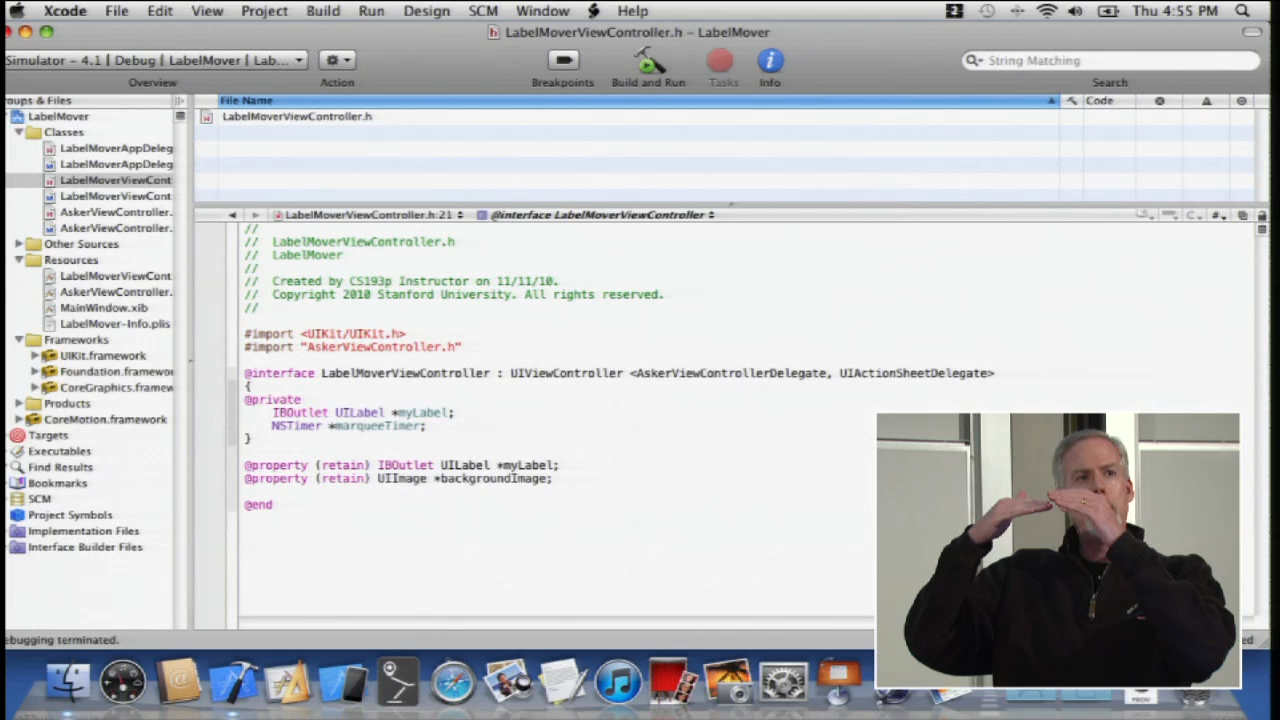 Xcode File Edit View Project Build Run Design SCM Window Help Thu 4:55 PM
LabelMoverViewController.h – LabelMover
Simulator – 4.1 | Debug | LabelMover | Lab...
String Matching
Overview Action Breakpoints Build and Run Tasks Info Search
roups & Files File Name Code
LabelMover LabelMoverViewController.h
Classes
LabelMoverAppDeleg
LabelMoverAppDeleg
LabelMoverViewCont
LabelMoverViewCont
AskerViewController.
AskerViewController.
Other Sources
Resources
LabelMoverViewCont
AskerViewController.
MainWindow.xib
LabelMover-Info.plis
Frameworks
UIKit.framework
Foundation.framew
CoreGraphics.framew
Products
CoreMotion.framework
Targets
Executables
Find Results
Bookmarks
SCM
Project Symbols
Implementation Files
Interface Builder Files
LabelMoverViewController.h:21 @interface LabelMoverViewController
//
// LabelMoverViewController.h
// LabelMover
//
// Created by CS193p Instructor on 11/11/10.
// Copyright 2010 Stanford University. All rights reserved.
//
#import <UIKit/UIKit.h>
#import "AskerViewController.h"
@interface LabelMoverViewController : UIViewController <AskerViewControllerDelegate, UIActionSheetDelegate>
{
@private
IBOutlet UILabel *myLabel;
NSTimer *marqueeTimer;
}
@property (retain) IBOutlet UILabel *myLabel;
@property (retain) UIImage *backgroundImage;
@end
ebugging terminated.